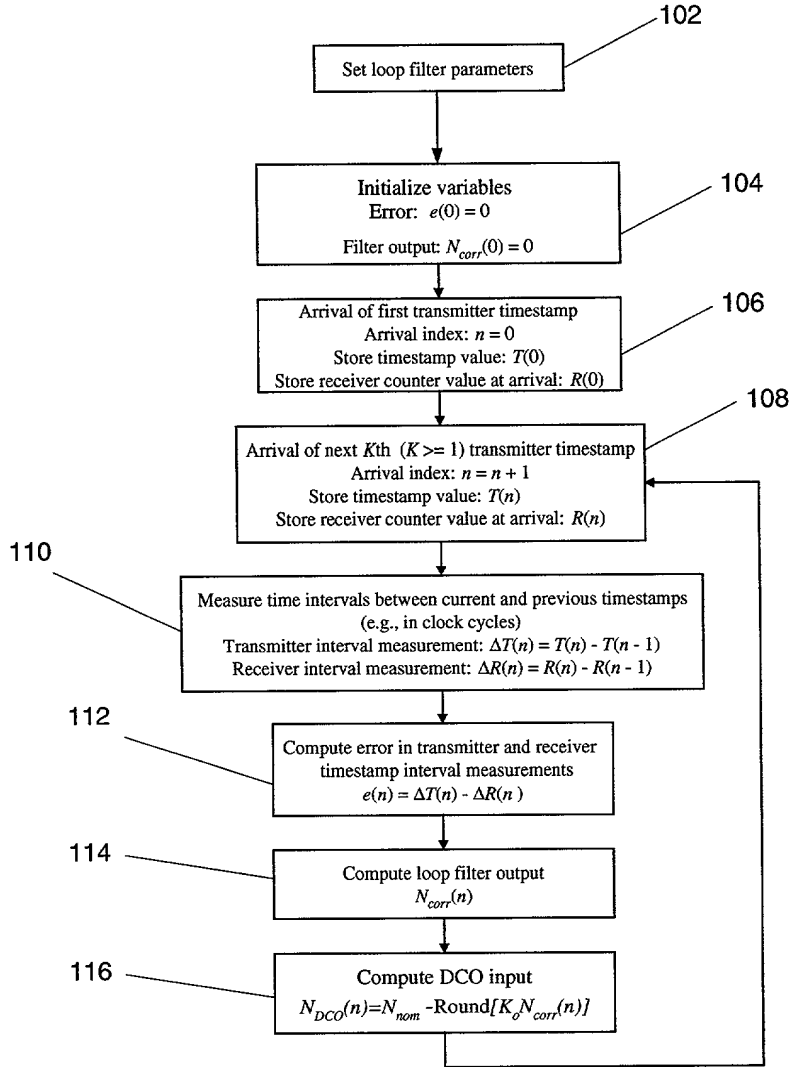 102
Set loop filter parameters
104
Initialize variables
Error: e(0) = 0
Filter output: N_corr(0) = 0
106
Arrival of first transmitter timestamp
Arrival index: n = 0
Store timestamp value: T(0)
Store receiver counter value at arrival: R(0)
108
Arrival of next Kth (K >= 1) transmitter timestamp
Arrival index: n = n + 1
Store timestamp value: T(n)
Store receiver counter value at arrival: R(n)
110
Measure time intervals between current and previous timestamps
(e.g., in clock cycles)
Transmitter interval measurement: ΔT(n) = T(n) - T(n - 1)
Receiver interval measurement: ΔR(n) = R(n) - R(n - 1)
112
Compute error in transmitter and receiver
timestamp interval measurements
e(n) = ΔT(n) - ΔR(n )
114
Compute loop filter output
N_corr(n)
116
Compute DCO input
N_DCO(n)=N_nom -Round[K_oN_corr(n)]